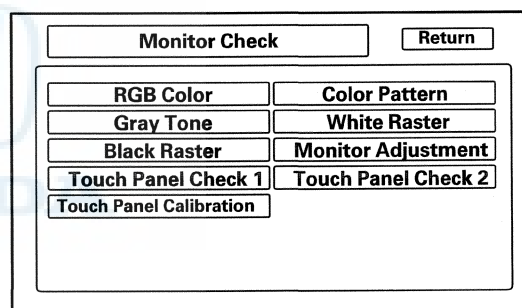 Monitor Check Return
RGB Color Color Pattern
Gray Tone White Raster
Black Raster Monitor Adjustment
Touch Panel Check 1 Touch Panel Check 2
Touch Panel Calibration